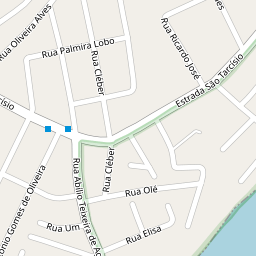 Rua Oliveira Alves
Rua Palmira Lobo
Rua Cléber
Rua Ricardo José
Estrada São Tarcísio
Rua Cléber
Rua Abílio Teixeira de
Gomes de Oliveira
Rua Olé
Rua Um
Rua Elisa